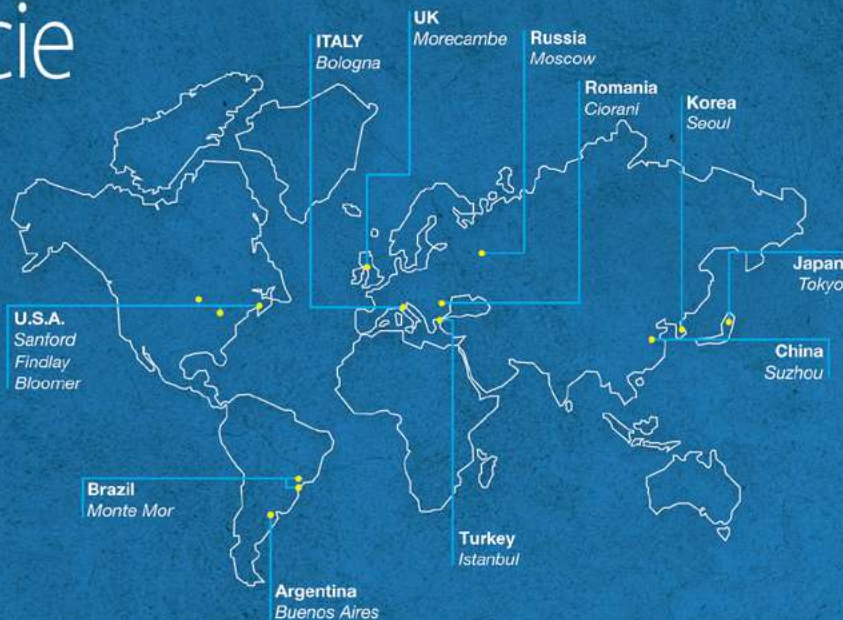 cie
UK
Morecambe
ITALY
Bologna
Russia
Moscow
Romania
Ciorani
Korea
Seoul
Japan
Tokyo
U.S.A.
Sanford
Findlay
Bloomer
China
Suzhou
Brazil
Monte Mor
Turkey
Istanbul
Argentina
Buenos Aires